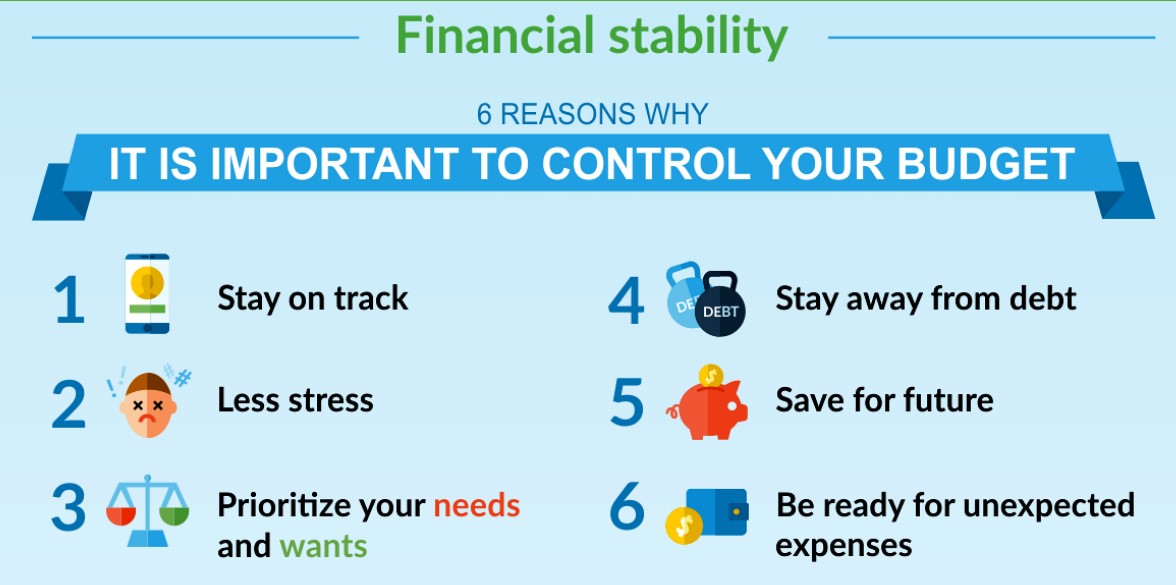 Financial stability
6 REASONS WHY
IT IS IMPORTANT TO CONTROL YOUR BUDGET
1 Stay on track
2 Less stress
3 Prioritize your needs
and wants
4 DEBT Stay away from debt
5 $ Save for future
6 $ Be ready for unexpected
expenses